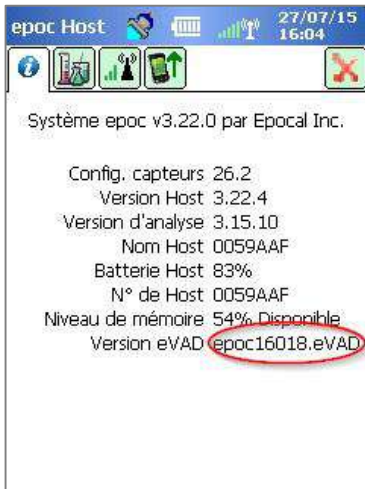 epoc Host 27/07/15
16:04
Système epoc v3.22.0 par Epocal Inc.
Config. capteurs 26.2
Version Host 3.22.4
Version d'analyse 3.15.10
Nom Host 0059AAF
Batterie Host 83%
N° de Host 0059AAF
Niveau de mémoire 54% Disponible
Version eVAD epoc16018.eVAD